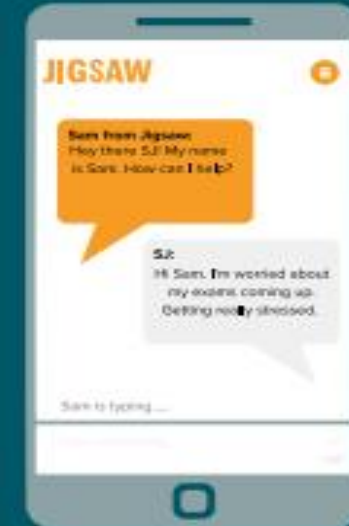 JIGSAW
Sam from Jigsaw:
Hey there SJ! My name
is Sam. How can I help?
SJ:
Hi Sam. I'm worried about
my exams coming up.
Getting really stressed.
Sam is typing ....